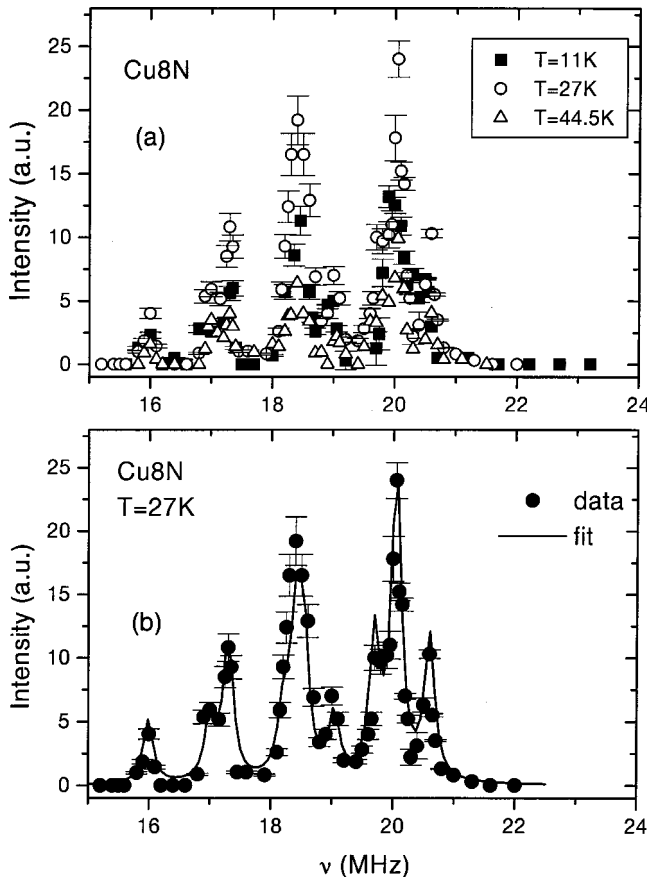 Cu8N
(a)
T=11K
T=27K
T=44.5K
Intensity (a.u.)
25
20
15
10
5
0
16 18 20 22 24
Cu8N
T=27K
(b)
data
fit
Intensity (a.u.)
25
20
15
10
5
0
16 18 20 22 24
ν (MHz)